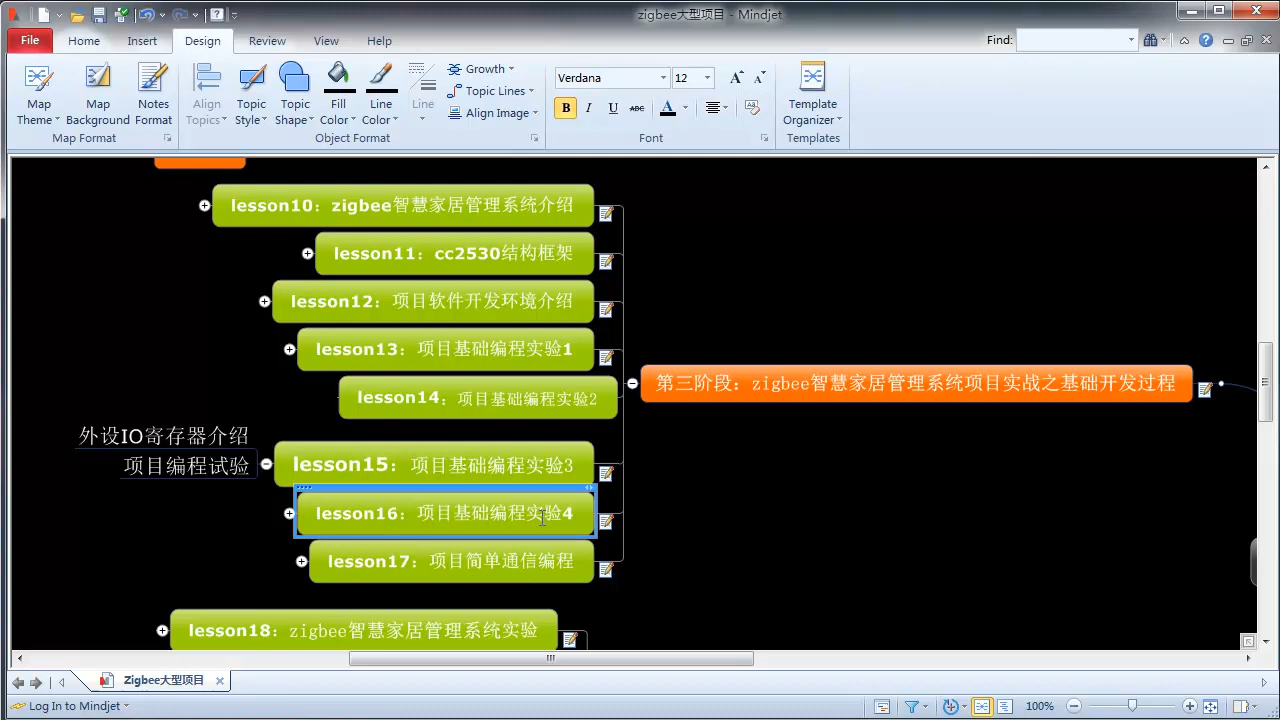 zigbee大型项目 - Mindjet
File Home Insert Design Review View Help Find:
Map Theme
Map Background
Notes Format
Map Format
Align Topics
Topic Style
Topic Shape
Fill Color
Line Color
Line
Growth
Topic Lines
Align Image
Object Format
Verdana 12
B I U ABC A
Font
Template Organizer
Templates
lesson10：zigbee智慧家居管理系统介绍
lesson11：cc2530结构框架
lesson12：项目软件开发环境介绍
lesson13：项目基础编程实验1
第三阶段：zigbee智慧家居管理系统项目实战之基础开发过程
lesson14：项目基础编程实验2
外设IO寄存器介绍
项目编程试验
lesson15：项目基础编程实验3
lesson16：项目基础编程实验4
lesson17：项目简单通信编程
lesson18：zigbee智慧家居管理系统实验
Zigbee大型项目
Log In to Mindjet 100%